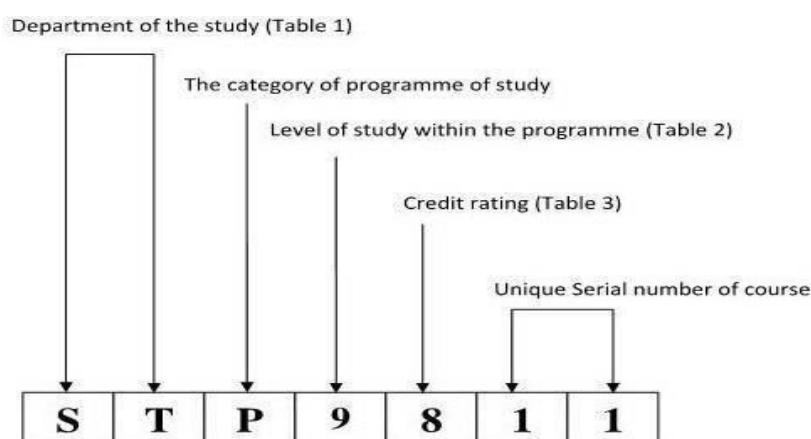 Department of the study (Table 1)
The category of programme of study
Level of study within the programme (Table 2)
Credit rating (Table 3)
Unique Serial number of course
S T P 9 8 1 1